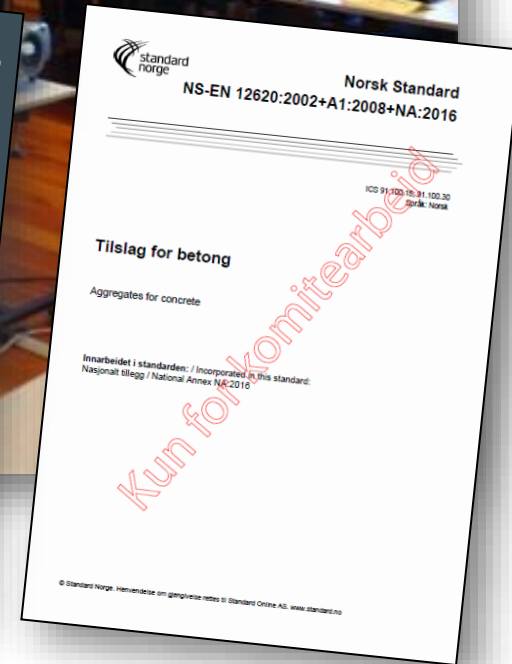 standard
norge
Norsk Standard
NS-EN 12620:2002+A1:2008+NA:2016
ICS 91.100.15; 91.100.30
Språk: Norsk
Tilslag for betong
Aggregates for concrete
Innarbeidet i standarden: / Incorporated in this standard:
Nasjonalt tillegg / National Annex NA:2016
Kun for komitearbeid
© Standard Norge. Henvendelse om gjengivelse rettes til Standard Online AS. www.standard.no